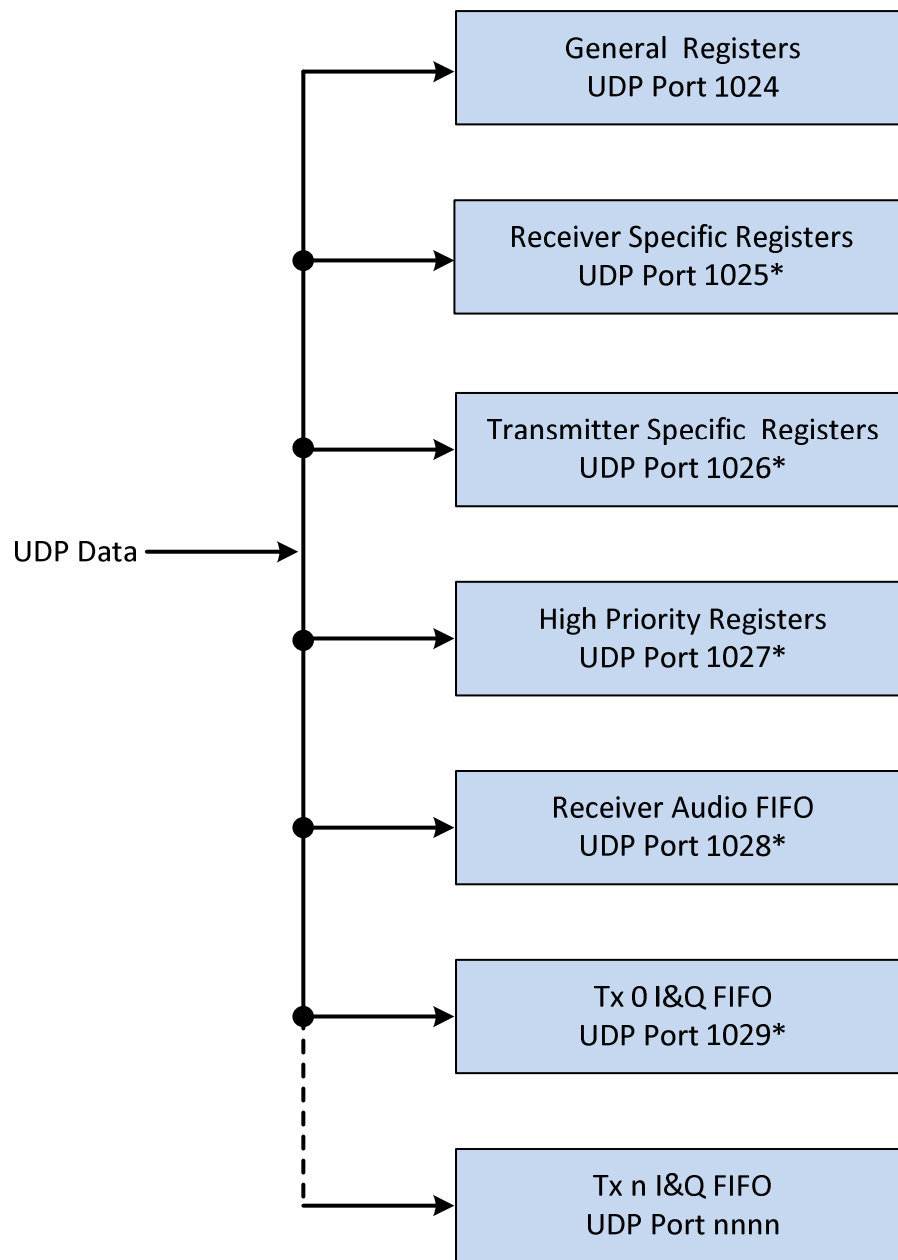 General Registers
UDP Port 1024
Receiver Specific Registers
UDP Port 1025*
Transmitter Specific Registers
UDP Port 1026*
UDP Data
High Priority Registers
UDP Port 1027*
Receiver Audio FIFO
UDP Port 1028*
Tx 0 I&Q FIFO
UDP Port 1029*
Tx n I&Q FIFO
UDP Port nnnn